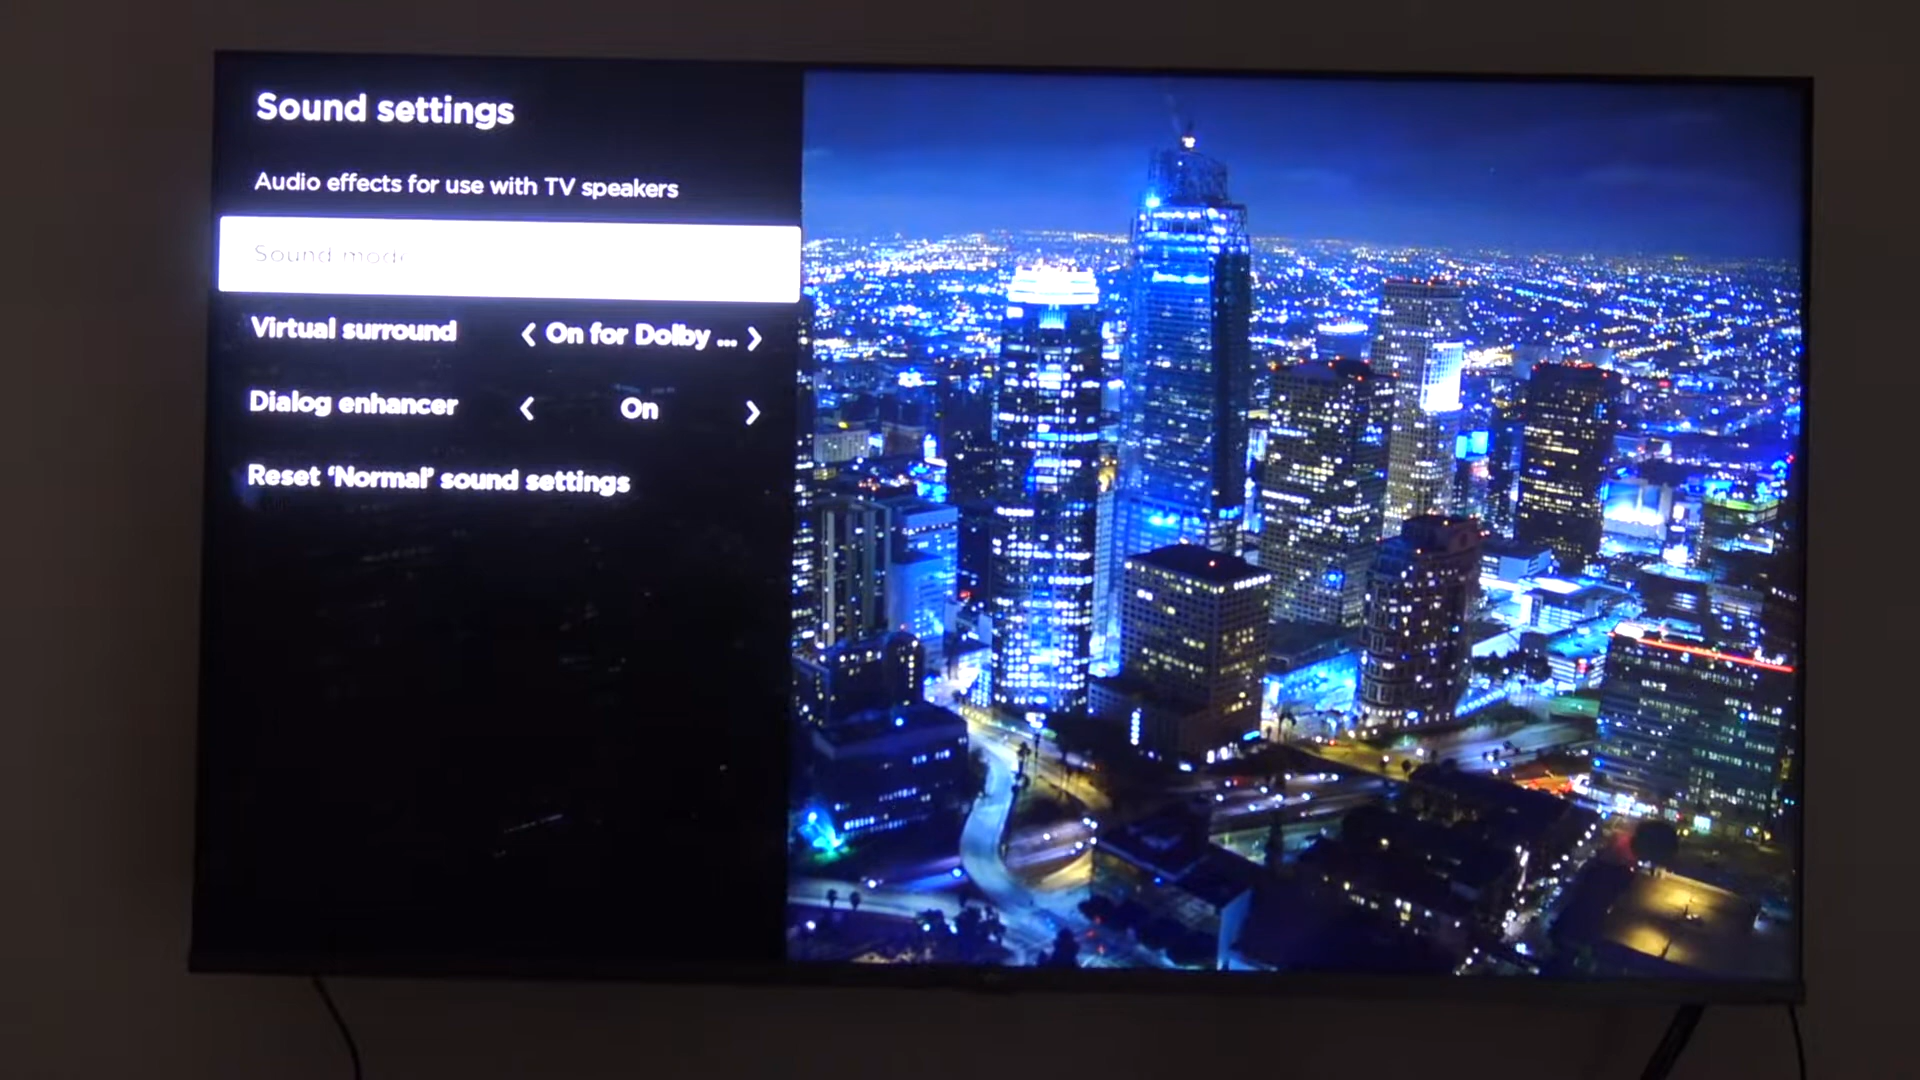 Sound settings
Audio effects for use with TV speakers
Sound mode
Virtual surround < On for Dolby ... >
Dialog enhancer < On >
Reset ‘Normal’ sound settings